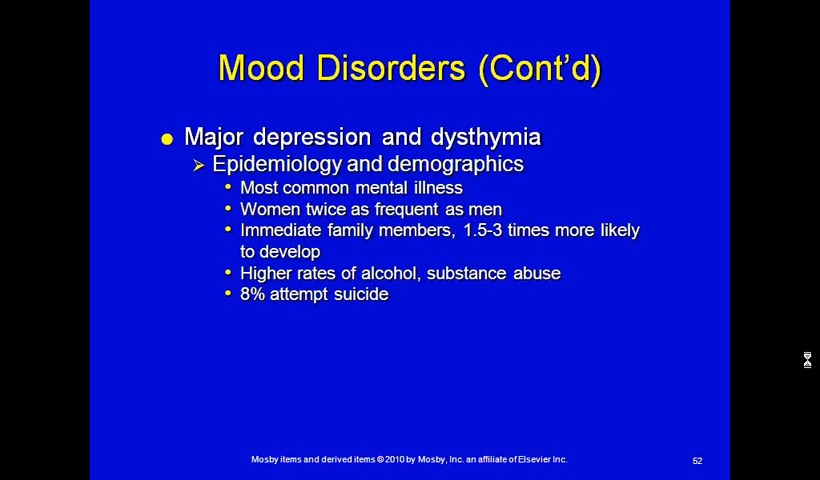 Mood Disorders (Cont’d)
Major depression and dysthymia
Epidemiology and demographics
Most common mental illness
Women twice as frequent as men
Immediate family members, 1.5-3 times more likely
to develop
Higher rates of alcohol, substance abuse
8% attempt suicide
Mosby items and derived items © 2010 by Mosby, Inc. an affiliate of Elsevier Inc.
52